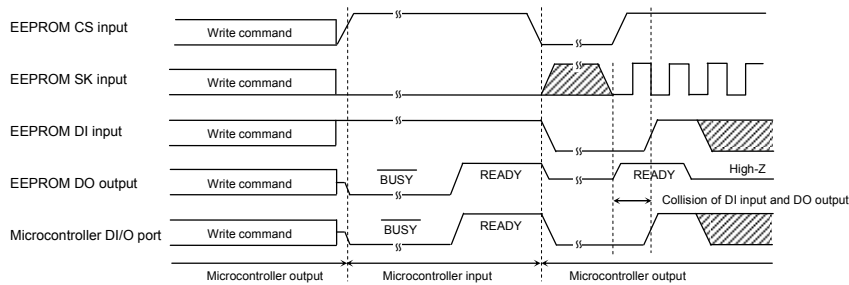 EEPROM CS input
Write command
EEPROM SK input
Write command
EEPROM DI input
Write command
EEPROM DO output
Write command
BUSY
READY
READY
High-Z
Collision of DI input and DO output
Microcontroller DI/O port
Write command
BUSY
READY
Microcontroller output
Microcontroller input
Microcontroller output